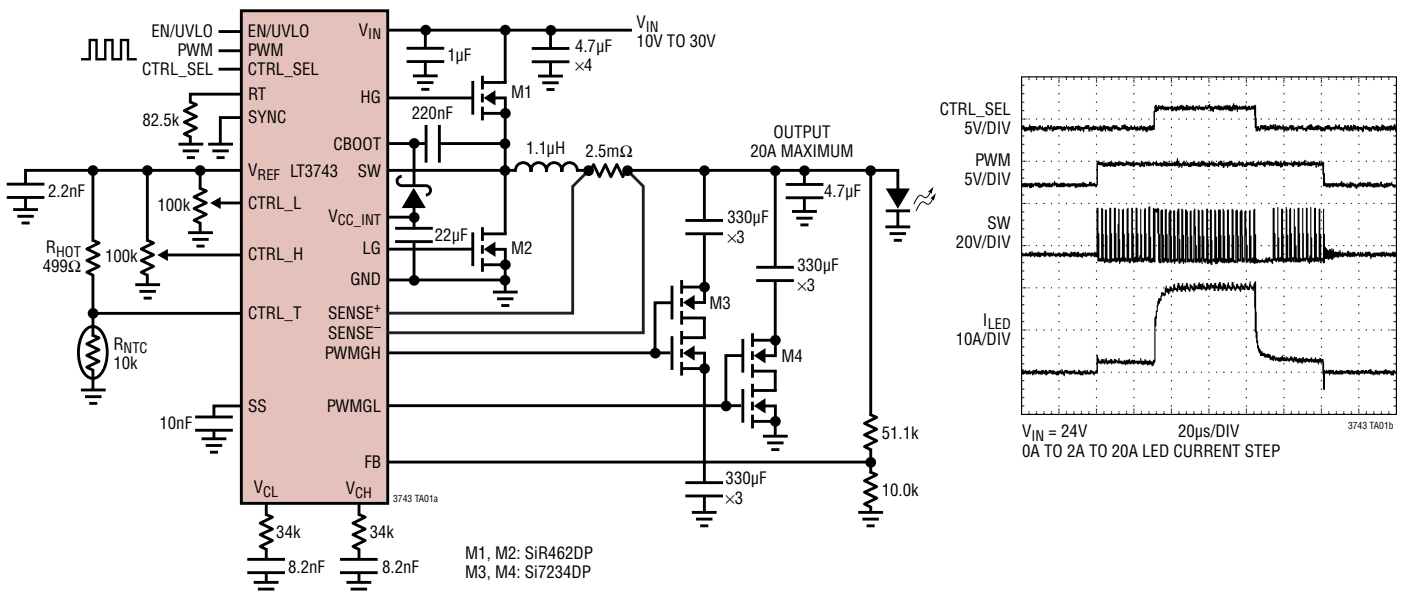 EN/UVLO
PWM
CTRL_SEL
EN/UVLO
PWM
CTRL_SEL
RT
SYNC
82.5k
VREF
LT3743
2.2nF
100k
CTRL_L
RHOT
499Ω
100k
CTRL_H
CTRL_T
RNTC
10k
SS
10nF
VCL
VCH
34k
34k
8.2nF
8.2nF
VIN
HG
CBOOT
SW
VCC_INT
LG
GND
SENSE+
SENSE–
PWMGH
PWMGL
FB
3743 TA01a
1µF
4.7µF
×4
VIN
10V TO 30V
M1
220nF
1.1µH
2.5mΩ
OUTPUT
20A MAXIMUM
22µF
M2
4.7µF
330µF
×3
330µF
×3
M3
M4
330µF
×3
51.1k
10.0k
M1, M2: SiR462DP
M3, M4: Si7234DP
CTRL_SEL
5V/DIV
PWM
5V/DIV
SW
20V/DIV
ILED
10A/DIV
VIN = 24V
20µs/DIV
3743 TA01b
0A TO 2A TO 20A LED CURRENT STEP